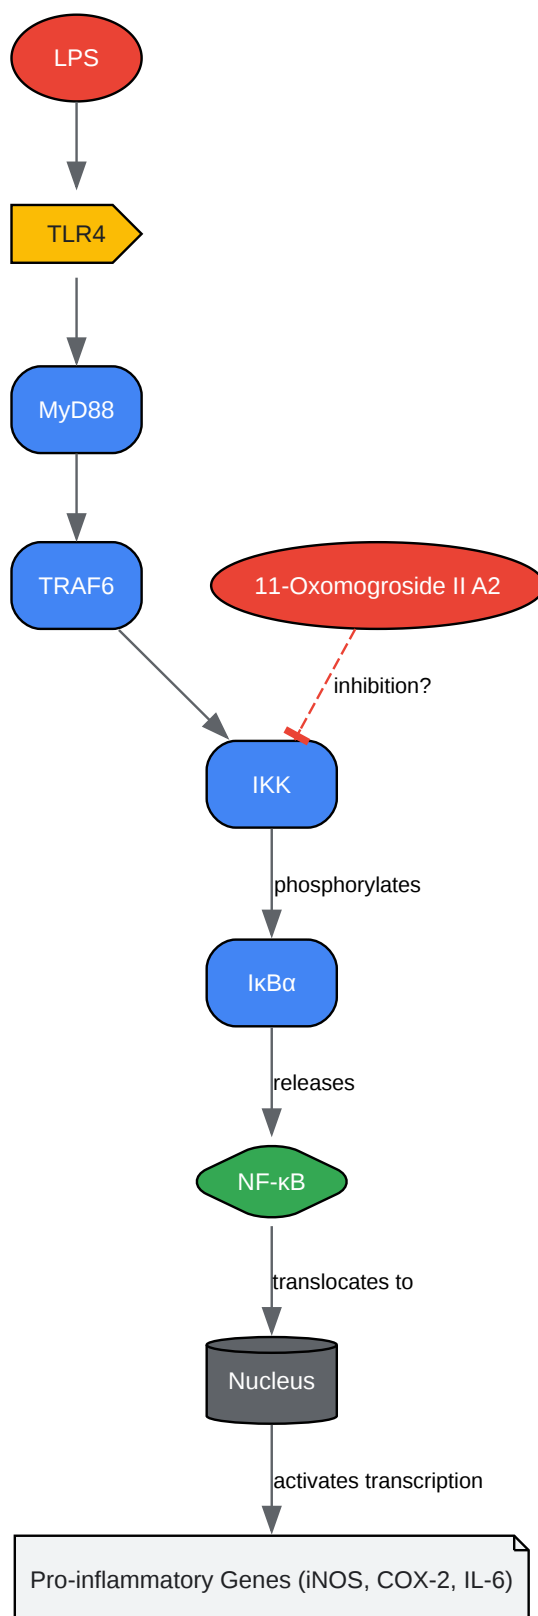 LPS
TLR4
MyD88
TRAF6
11-Oxomogroside II A2
inhibition?
IKK
phosphorylates
IκBα
releases
NF-κB
translocates to
Nucleus
activates transcription
Pro-inflammatory Genes (iNOS, COX-2, IL-6)